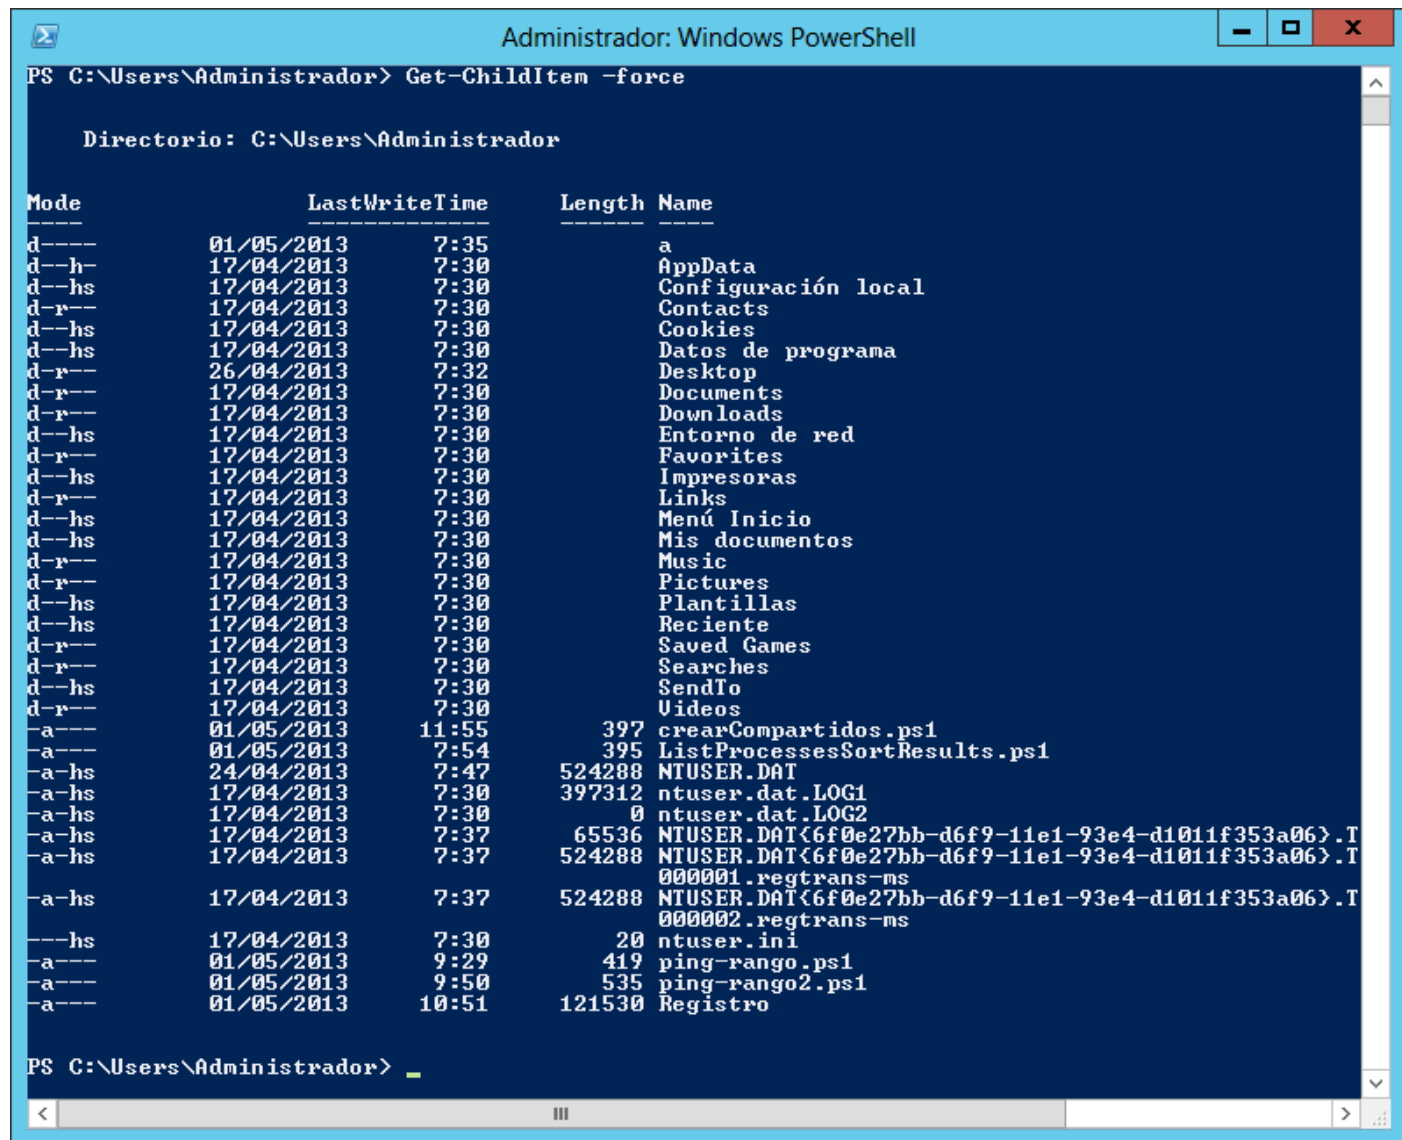 Administrador: Windows PowerShell
PS C:\Users\Administrador> Get-ChildItem -force
Directorio: C:\Users\Administrador
Mode LastWriteTime Length Name
---- ------------- ------ ----
d---- 01/05/2013 7:35 a
d--h- 17/04/2013 7:30 AppData
d--hs 17/04/2013 7:30 Configuración local
d-r-- 17/04/2013 7:30 Contacts
d--hs 17/04/2013 7:30 Cookies
d--hs 17/04/2013 7:30 Datos de programa
d-r-- 26/04/2013 7:32 Desktop
d-r-- 17/04/2013 7:30 Documents
d-r-- 17/04/2013 7:30 Downloads
d--hs 17/04/2013 7:30 Entorno de red
d-r-- 17/04/2013 7:30 Favorites
d--hs 17/04/2013 7:30 Impresoras
d-r-- 17/04/2013 7:30 Links
d--hs 17/04/2013 7:30 Menú Inicio
d--hs 17/04/2013 7:30 Mis documentos
d-r-- 17/04/2013 7:30 Music
d-r-- 17/04/2013 7:30 Pictures
d--hs 17/04/2013 7:30 Plantillas
d--hs 17/04/2013 7:30 Reciente
d-r-- 17/04/2013 7:30 Saved Games
d-r-- 17/04/2013 7:30 Searches
d--hs 17/04/2013 7:30 SendTo
d-r-- 17/04/2013 7:30 Videos
-a--- 01/05/2013 11:55 397 crearCompartidos.ps1
-a--- 01/05/2013 7:54 395 ListProcessesSortResults.ps1
-a-hs 24/04/2013 7:47 524288 NTUSER.DAT
-a-hs 17/04/2013 7:30 397312 ntuser.dat.LOG1
-a-hs 17/04/2013 7:30 0 ntuser.dat.LOG2
-a-hs 17/04/2013 7:37 65536 NTUSER.DAT{6f0e27bb-d6f9-11e1-93e4-d1011f353a06}.T
-a-hs 17/04/2013 7:37 524288 NTUSER.DAT{6f0e27bb-d6f9-11e1-93e4-d1011f353a06}.T
000001.regtrans-ms
-a-hs 17/04/2013 7:37 524288 NTUSER.DAT{6f0e27bb-d6f9-11e1-93e4-d1011f353a06}.T
000002.regtrans-ms
---hs 17/04/2013 7:30 20 ntuser.ini
-a--- 01/05/2013 9:29 419 ping-rango.ps1
-a--- 01/05/2013 9:50 535 ping-rango2.ps1
-a--- 01/05/2013 10:51 121530 Registro
PS C:\Users\Administrador> _